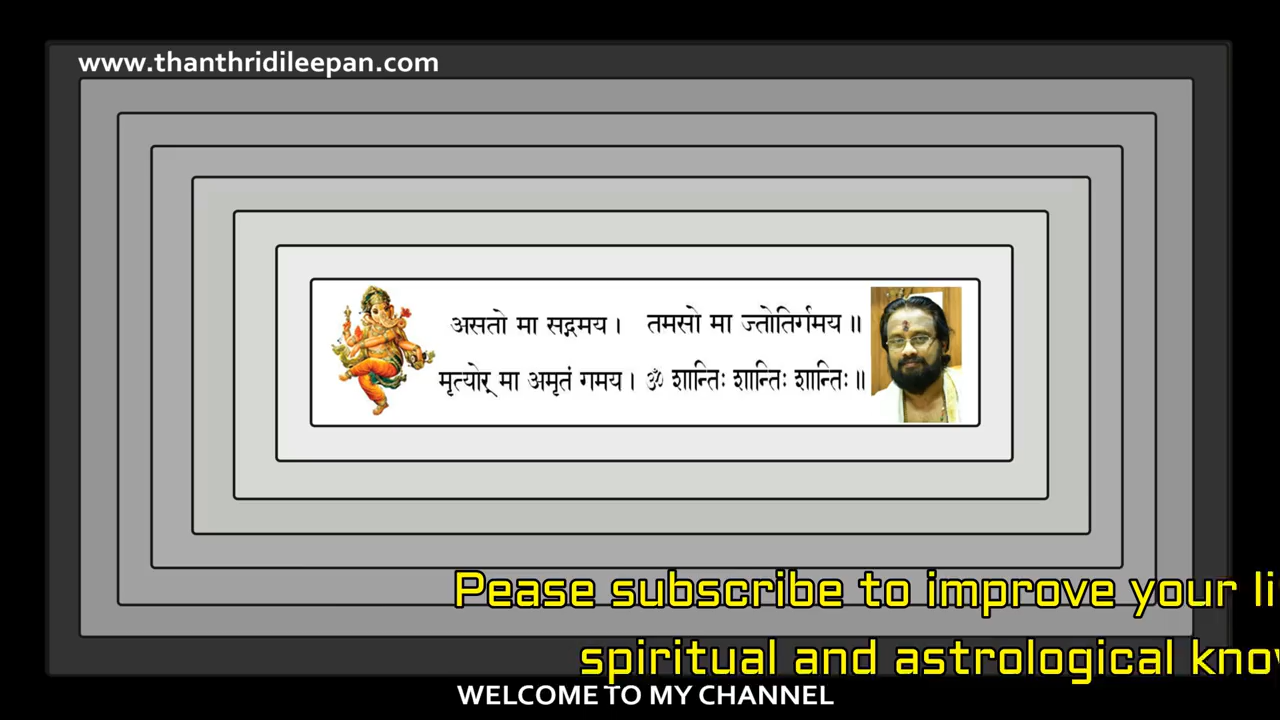 www.thanthridileepan.com
असतो मा सद्गमय। तमसो मा ज्तोतिर्गमय॥
मृत्योर् मा अमृतं गमय। ॐ शान्तिः शान्तिः शान्तिः॥
Pease subscribe to improve your li
spiritual and astrological know
WELCOME TO MY CHANNEL